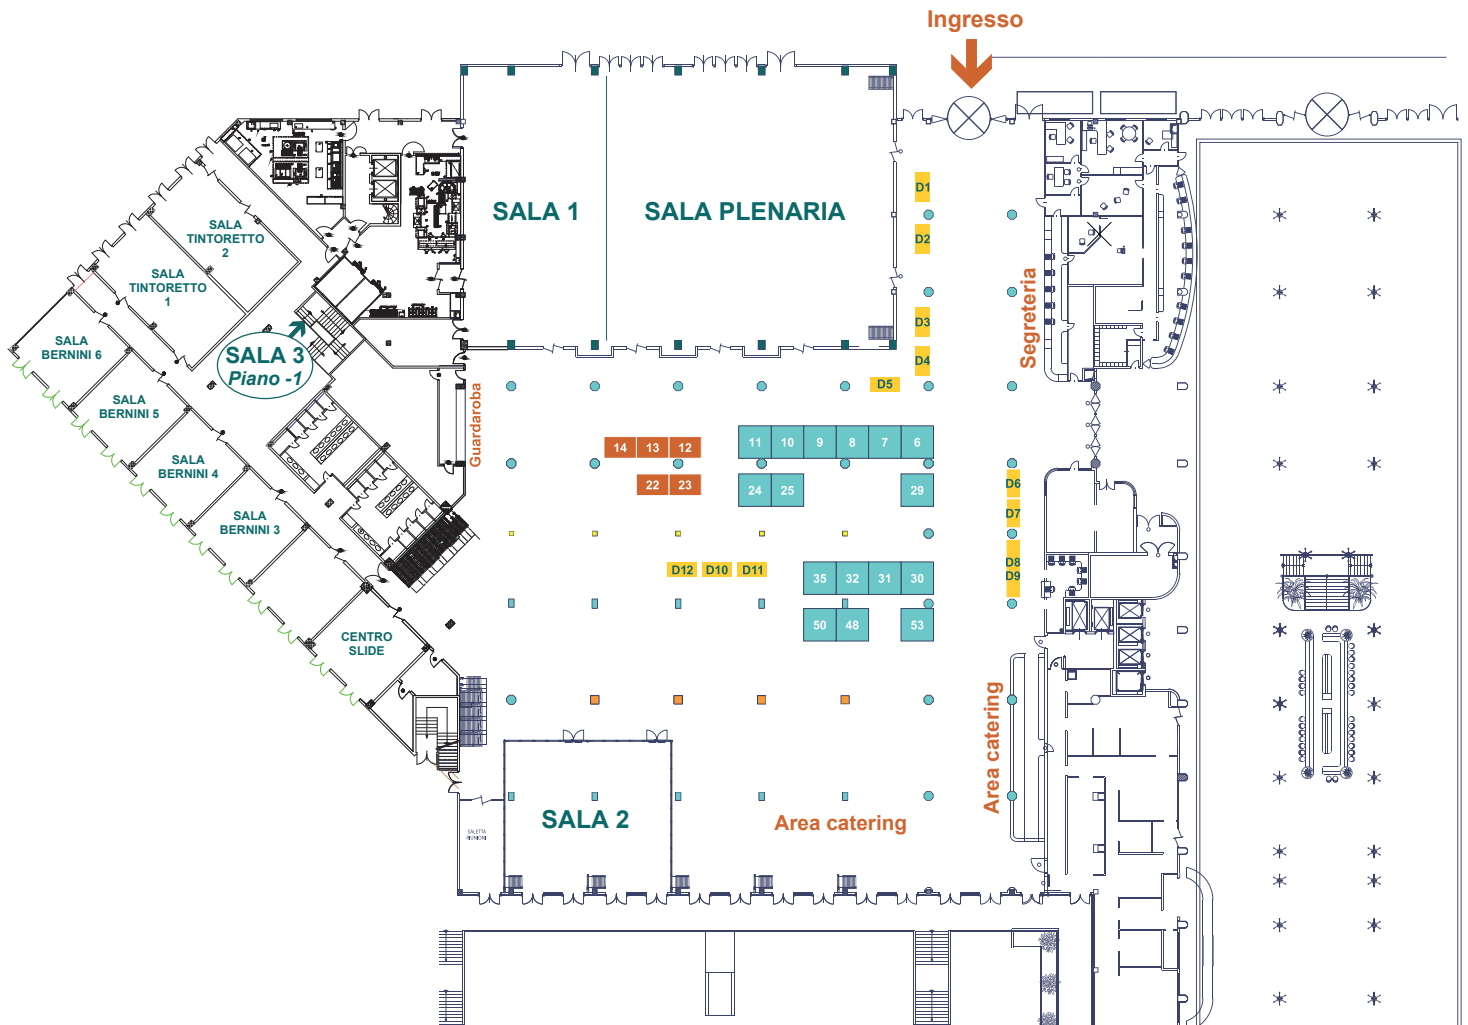 Ingresso
SALA 1
SALA PLENARIA
D1
D2
D3
D4
D5
Segreteria
SALA
TINTORETTO
2
SALA
TINTORETTO
1
SALA
BERNINI 6
SALA
BERNINI 5
SALA
BERNINI 4
SALA
BERNINI 3
SALA 3
Piano -1
Guardaroba
14 13 12
11 10 9 8 7 6
22 23
24 25 29
D6
D7
D8
D9
D12 D10 D11
35 32 31 30
50 48 53
CENTRO
SLIDE
Area catering
SALA 2
Area catering
SALETTA
RIUNIONI